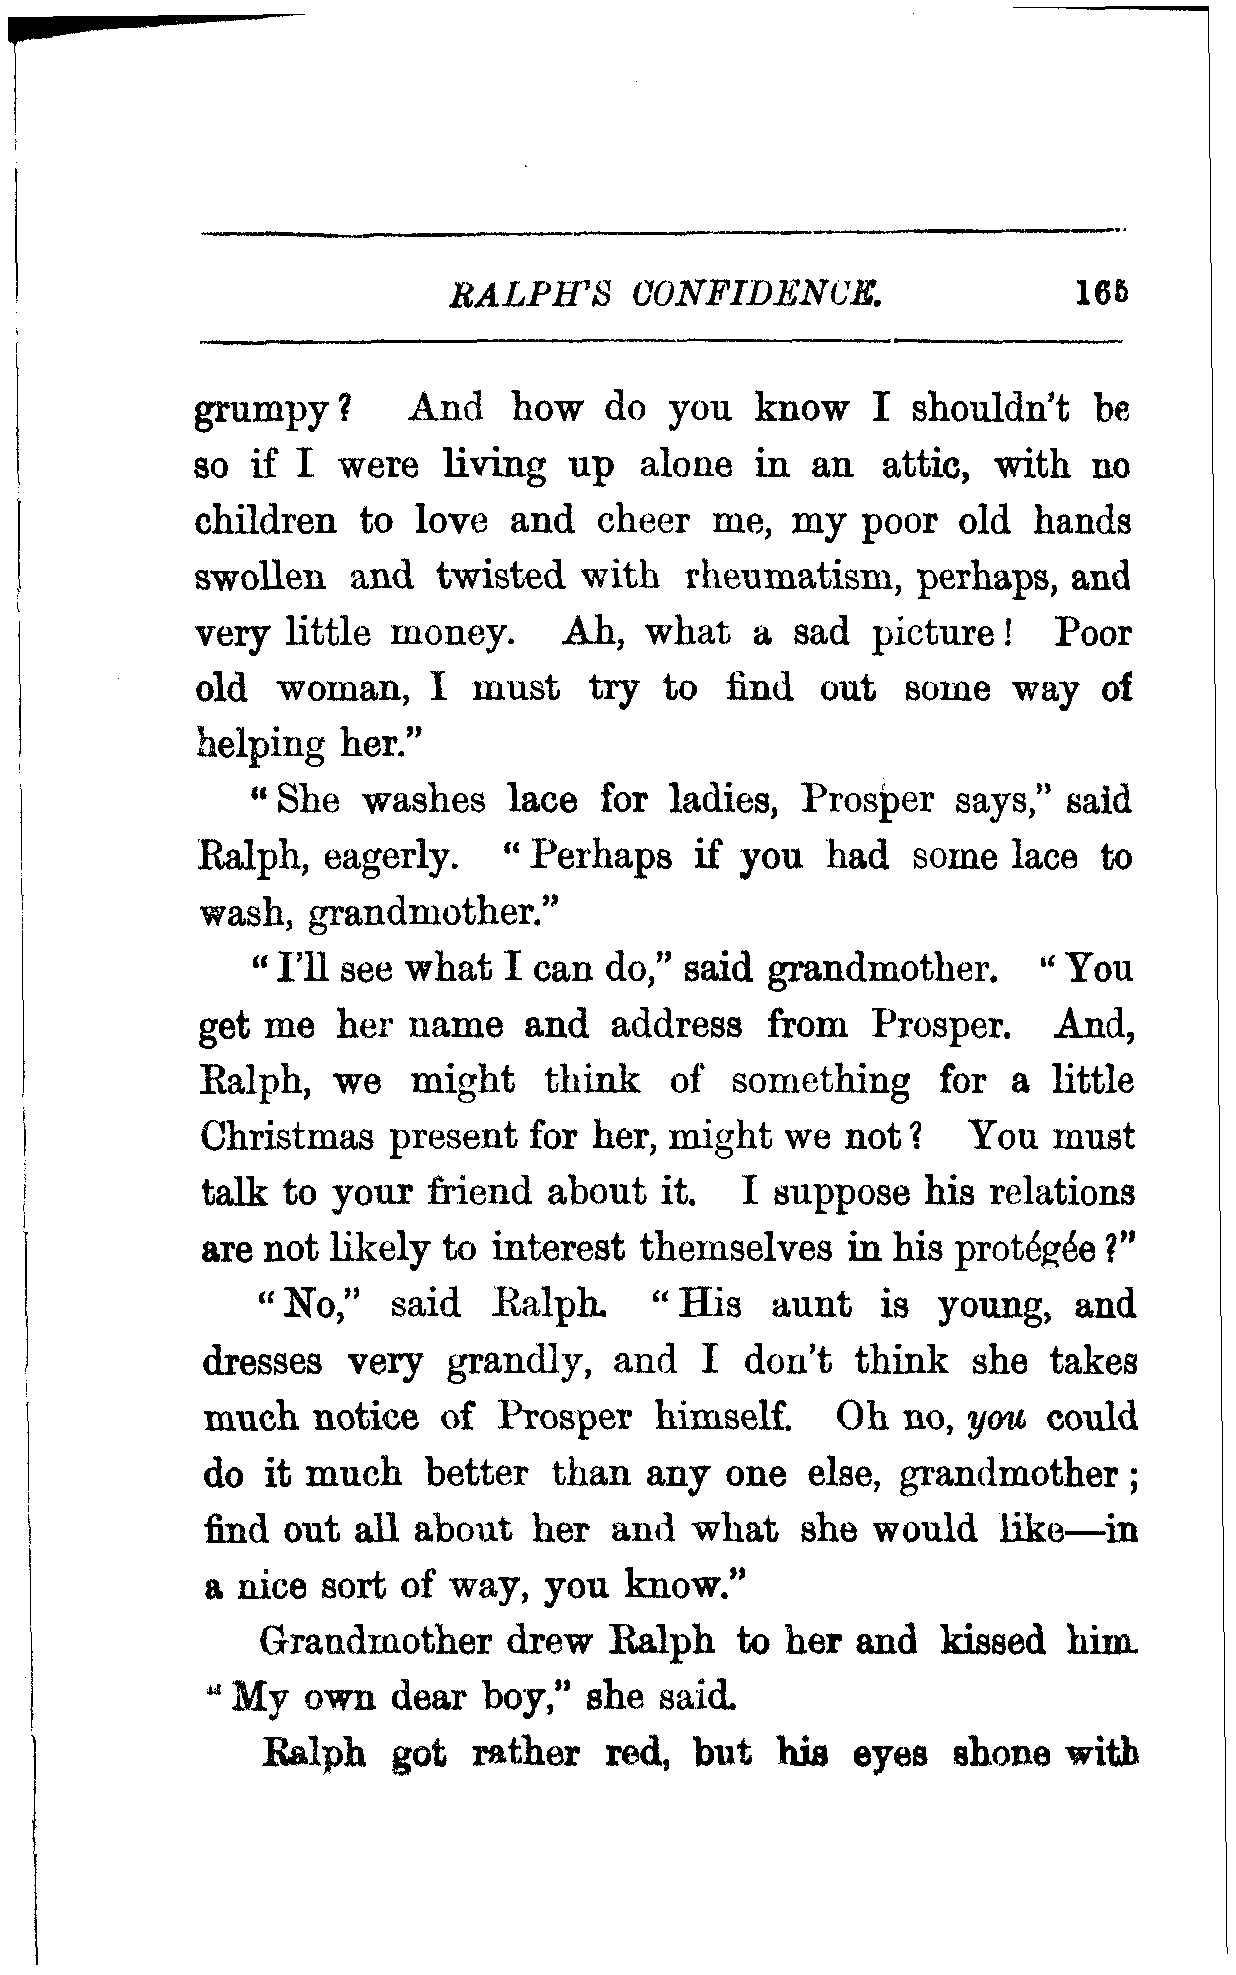 RALPH'S CONFIDENCE. 165
grumpy? And how do you know I shouldn't be
so if I were living up alone in an attic, with no
children to love and cheer me, my poor old hands
swollen and twisted with rheumatism, perhaps, and
very little money. Ah, what a sad picture! Poor
old woman, I must try to find out some way of
helping her."
"She washes lace for ladies, Prosper says," said
Ralph, eagerly. "Perhaps if you had some lace to
wash, grandmother."
"I'll see what I can do," said grandmother. "You
get me her name and address from Prosper. And,
Ralph, we might think of something for a little
Christmas present for her, might we not? You must
talk to your friend about it. I suppose his relations
are not likely to interest themselves in his protégée?"
"No," said Ralph. "His aunt is young, and
dresses very grandly, and I don't think she takes
much notice of Prosper himself. Oh no, you could
do it much better than any one else, grandmother;
find out all about her and what she would like—in
a nice sort of way, you know."
Grandmother drew Ralph to her and kissed him.
"My own dear boy," she said.
Ralph got rather red, but his eyes shone with